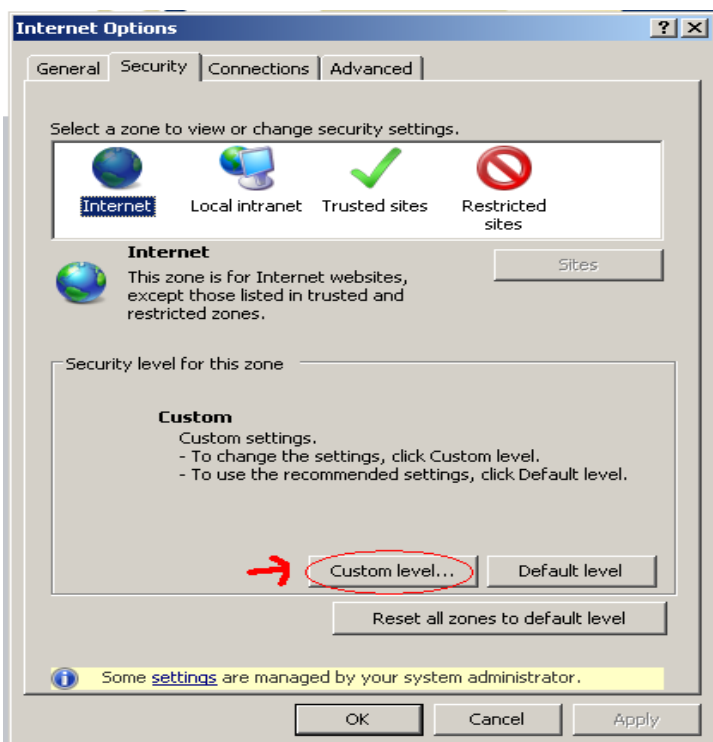 Internet Options
General Security Connections Advanced
Select a zone to view or change security settings.
Internet Local intranet Trusted sites Restricted sites
Internet
This zone is for Internet websites,
except those listed in trusted and
restricted zones.
Sites
Security level for this zone
Custom
Custom settings.
- To change the settings, click Custom level.
- To use the recommended settings, click Default level.
Custom level... Default level
Reset all zones to default level
Some settings are managed by your system administrator.
OK Cancel Apply